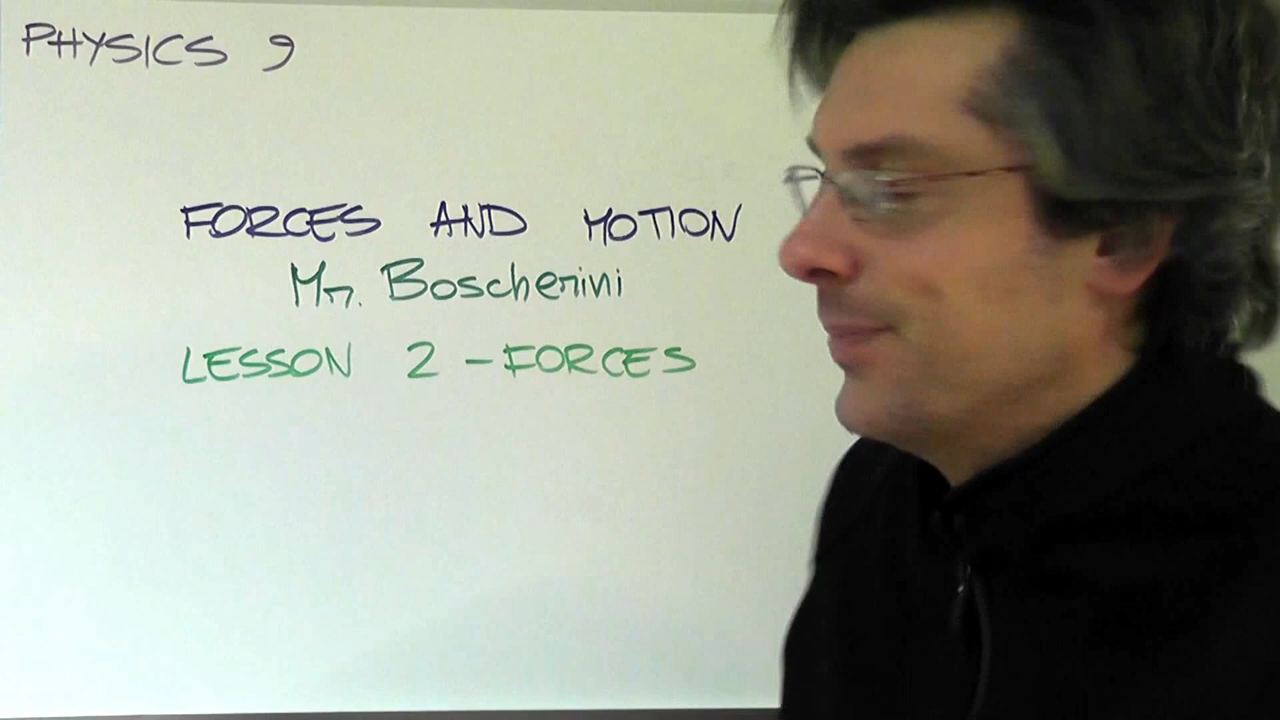 PHYSICS 9
FORCES AND MOTION
Mr. Boscherini
LESSON 2 - FORCES